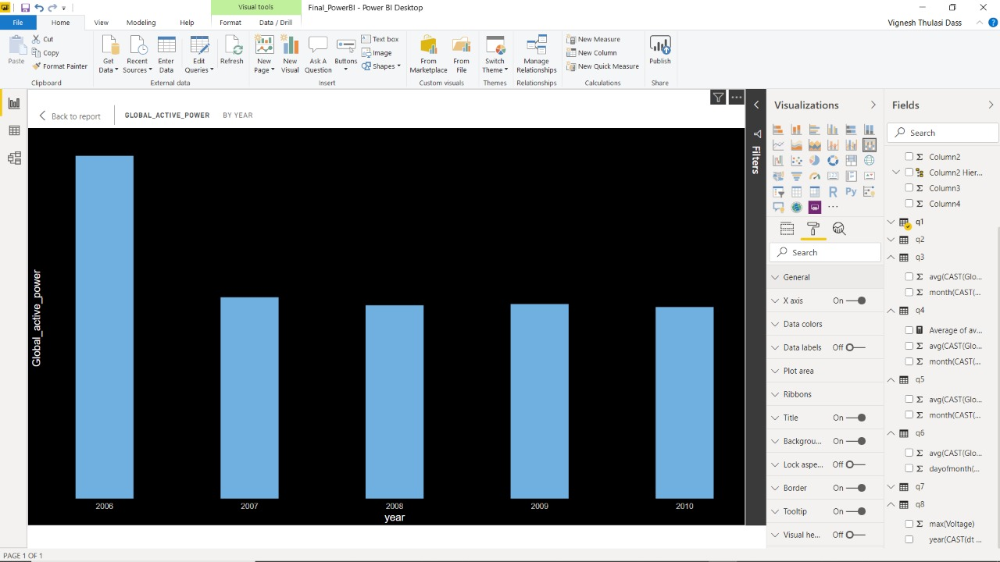 Visual tools
Final_PowerBI - Power BI Desktop
File
Home
View
Modeling
Help
Format
Data / Drill
Vignesh Thulasi Dass
Paste
Cut
Copy
Format Painter
Clipboard
Get Data
Recent Sources
Enter Data
Edit Queries
Refresh
External data
New Page
New Visual
Ask A Question
Buttons
Text box
Image
Shapes
Insert
From Marketplace
From File
Custom visuals
Switch Theme
Themes
Manage Relationships
Relationships
New Measure
New Column
New Quick Measure
Calculations
Publish
Share
Back to report
GLOBAL_ACTIVE_POWER
BY YEAR
Global_active_power
2006
2007
2008
2009
2010
year
Filters
Visualizations
R
Py
Search
General
X axis On
Data colors
Data labels Off
Plot area
Ribbons
Title On
Backgrou... On
Lock aspe... Off
Border On
Tooltip On
Visual he... Off
Fields
Search
Column2
Column2 Hier...
Column3
Column4
q1
q2
q3
avg(CAST(Glo...
month(CAST(...
q4
Average of av...
avg(CAST(Glo...
month(CAST(...
q5
avg(CAST(Glo...
month(CAST(...
q6
avg(CAST(Glo...
dayofmonth(...
q7
q8
max(Voltage)
year(CAST(dt ...
PAGE 1 OF 1